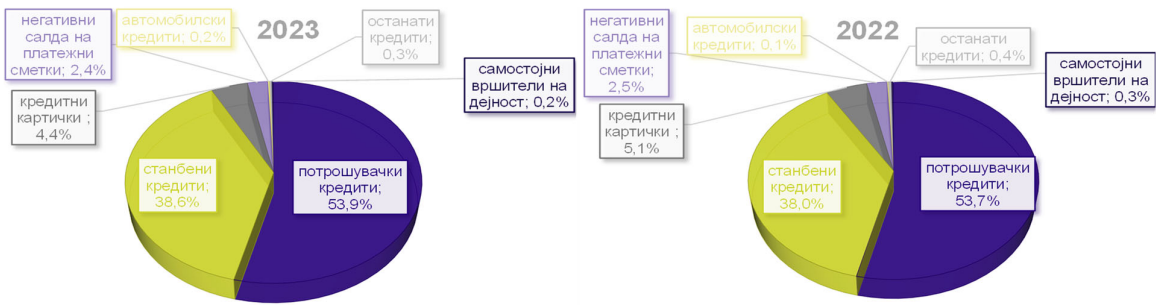 2023
негативни
салда на
платежни
сметки; 2,4%
автомобилски
кредити; 0,2%
останати
кредити;
0,3%
самостојни
вршители на
дејност; 0,2%
кредитни
картички ;
4,4%
станбени
кредити;
38,6%
потрошувачки
кредити;
53,9%
2022
негативни
салда на
платежни
сметки;
2,5%
автомобилски
кредити; 0,1%
останати
кредити; 0,4%
самостојни
вршители на
дејност; 0,3%
кредитни
картички ;
5,1%
станбени
кредити;
38,0%
потрошувачки
кредити;
53,7%